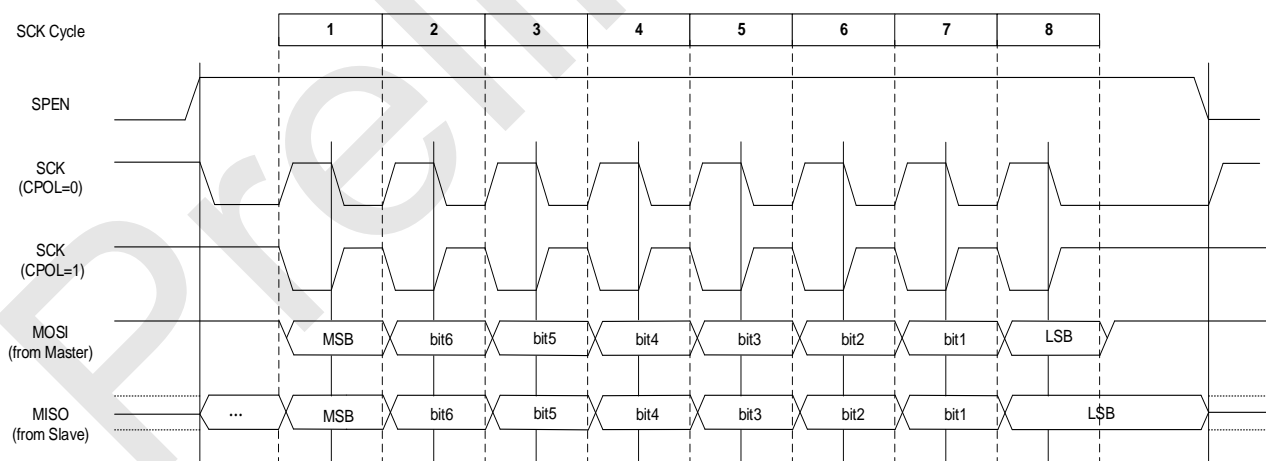 SCK Cycle 1 2 3 4 5 6 7 8
SPEN
SCK
(CPOL=0)
SCK
(CPOL=1)
MOSI
(from Master)
MSB bit6 bit5 bit4 bit3 bit2 bit1 LSB
MISO
(from Slave)
... MSB bit6 bit5 bit4 bit3 bit2 bit1 LSB